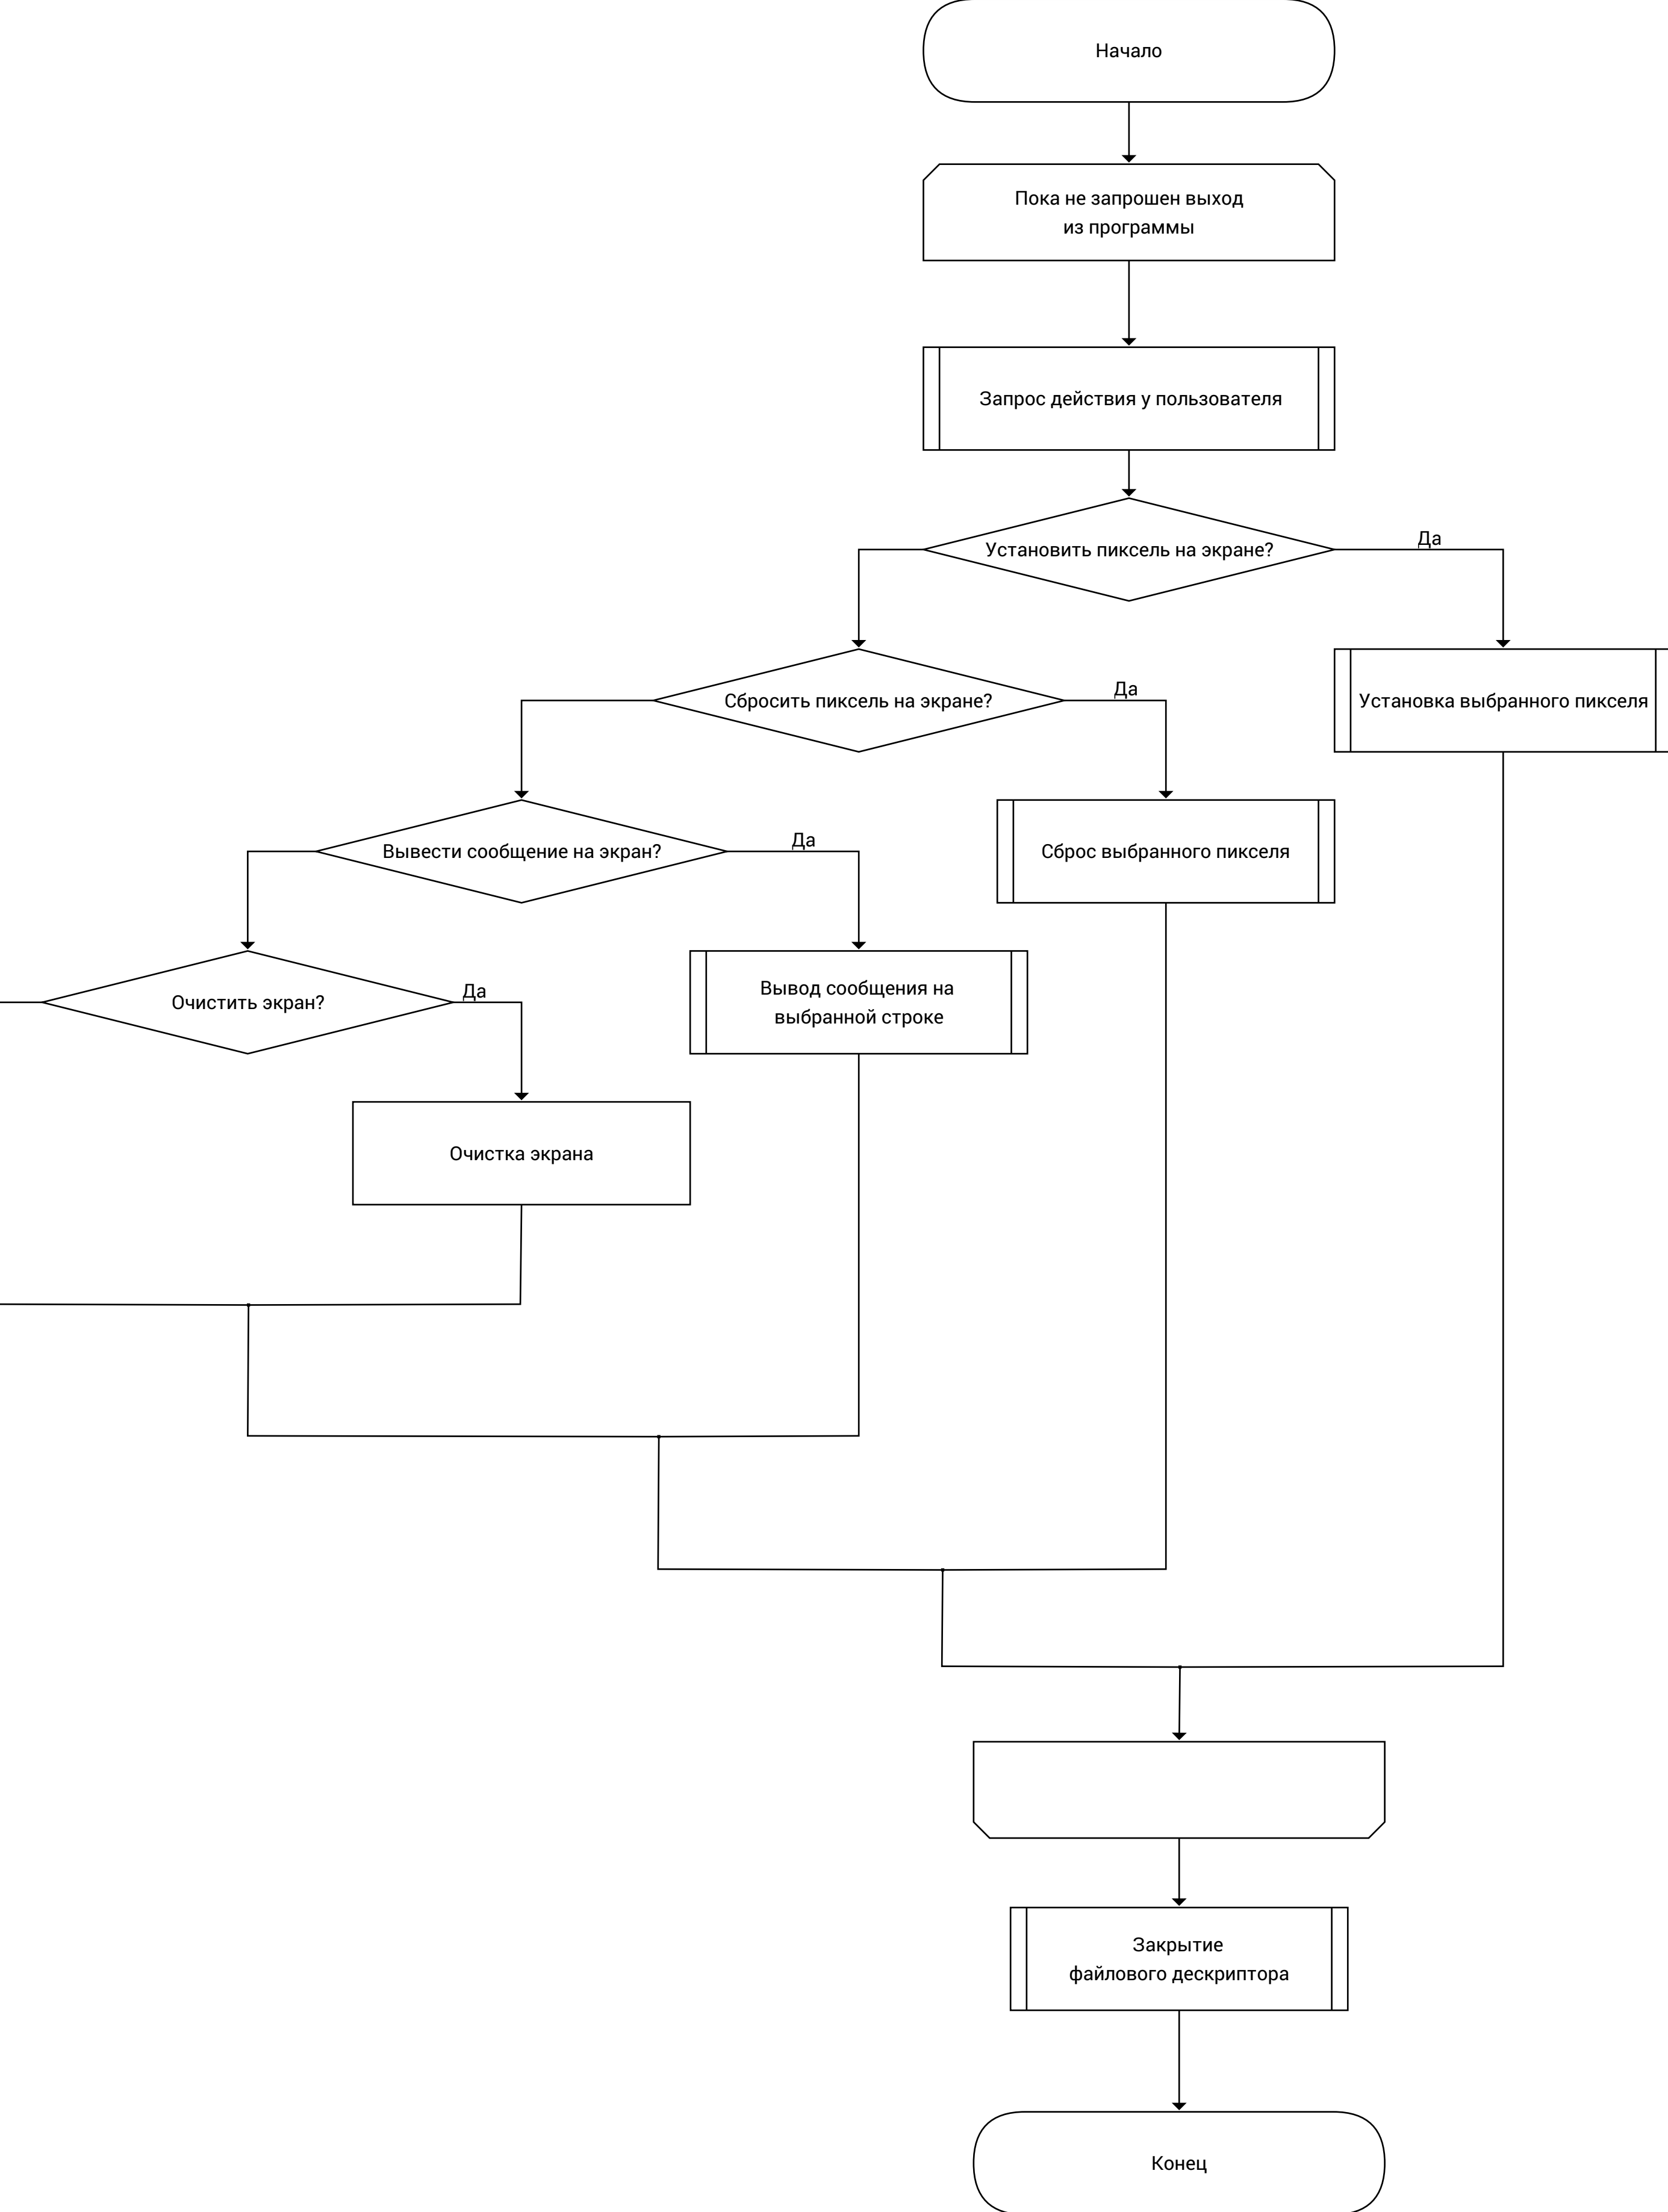 Начало
Пока не запрошен выход
из программы
Запрос действия у пользователя
Установить пиксель на экране?
Да
Сбросить пиксель на экране?
Да
Установка выбранного пикселя
Вывести сообщение на экран?
Да
Сброс выбранного пикселя
Очистить экран?
Да
Вывод сообщения на
выбранной строке
Очистка экрана
Закрытие
файлового дескриптора
Конец